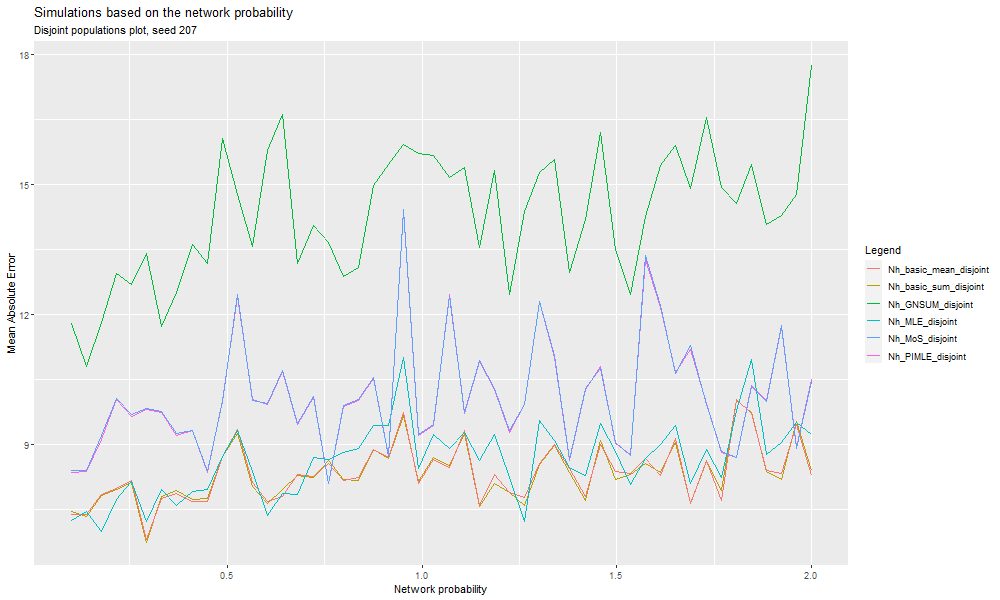 Simulations based on the network probability
Disjoint populations plot, seed 207
18
15
12
9
Mean Absolute Error
0.5
1.0
1.5
2.0
Network probability
Legend
Nh_basic_mean_disjoint
Nh_basic_sum_disjoint
Nh_GNSUM_disjoint
Nh_MLE_disjoint
Nh_MoS_disjoint
Nh_PIMLE_disjoint